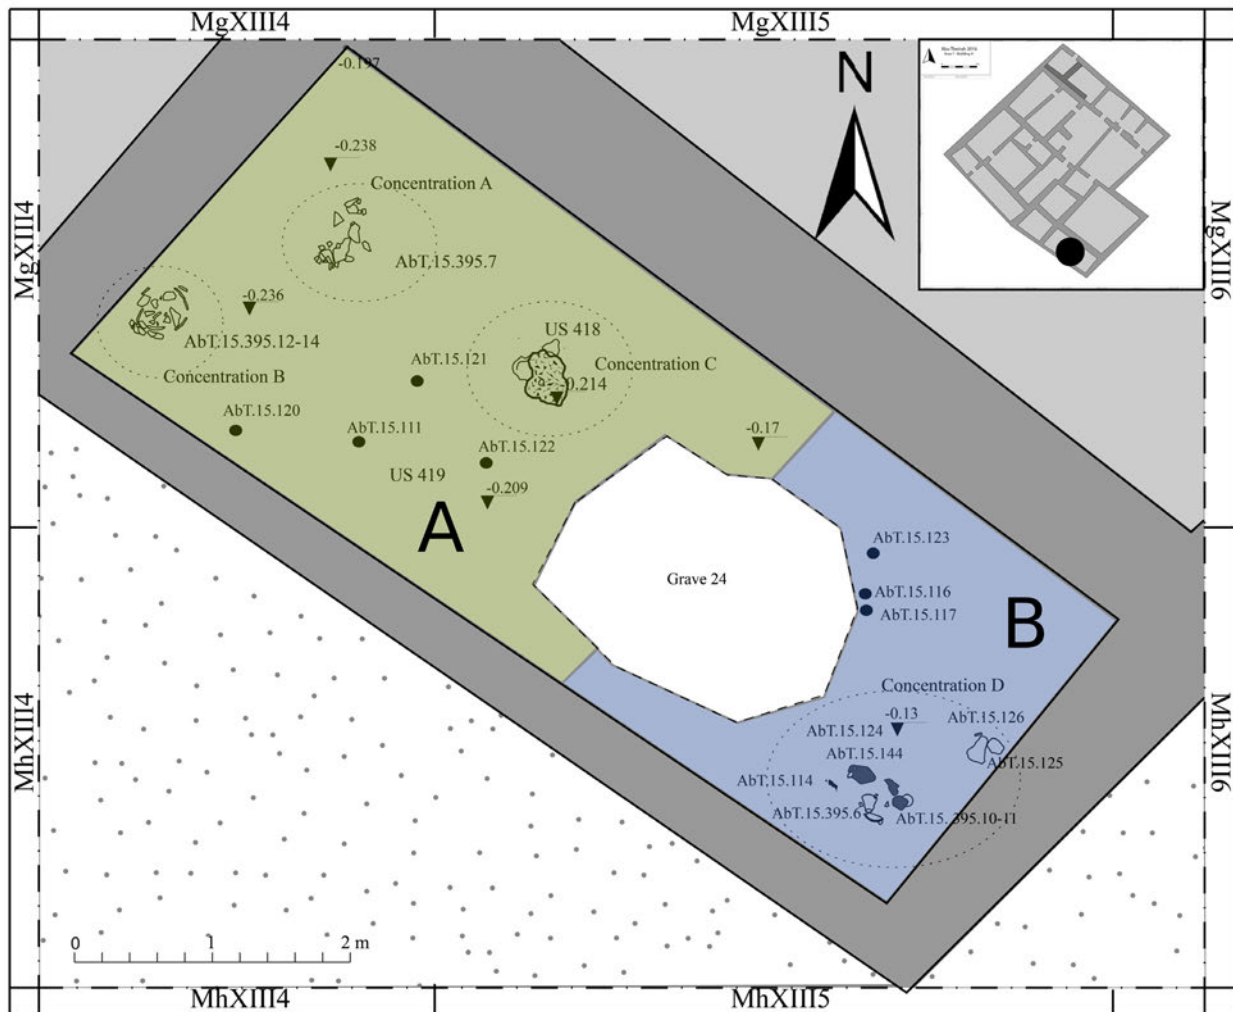 MgXIII4
MgXIII5
-0.197
N
-0.238
Concentration A
MgXIII4
MgXIII6
AbT,15.395.7
-0.236
US 418
AbT.15.395.12-14
AbT.15.121
Concentration C
Concentration B
-0.214
AbT.15.120
AbT.15.111
-0.17
AbT.15.122
US 419
-0.209
A
AbT.15.123
Grave 24
AbT.15.116
AbT.15.117
B
Concentration D
MhXIII4
MhXIII6
-0.13
AbT.15.126
AbT.15.124
AbT.15.144
AbT.15.125
AbT,15.114
AbT.15.395.6
AbT.15. 395.10-11
0 1 2 m
MhXIII4
MhXIII5